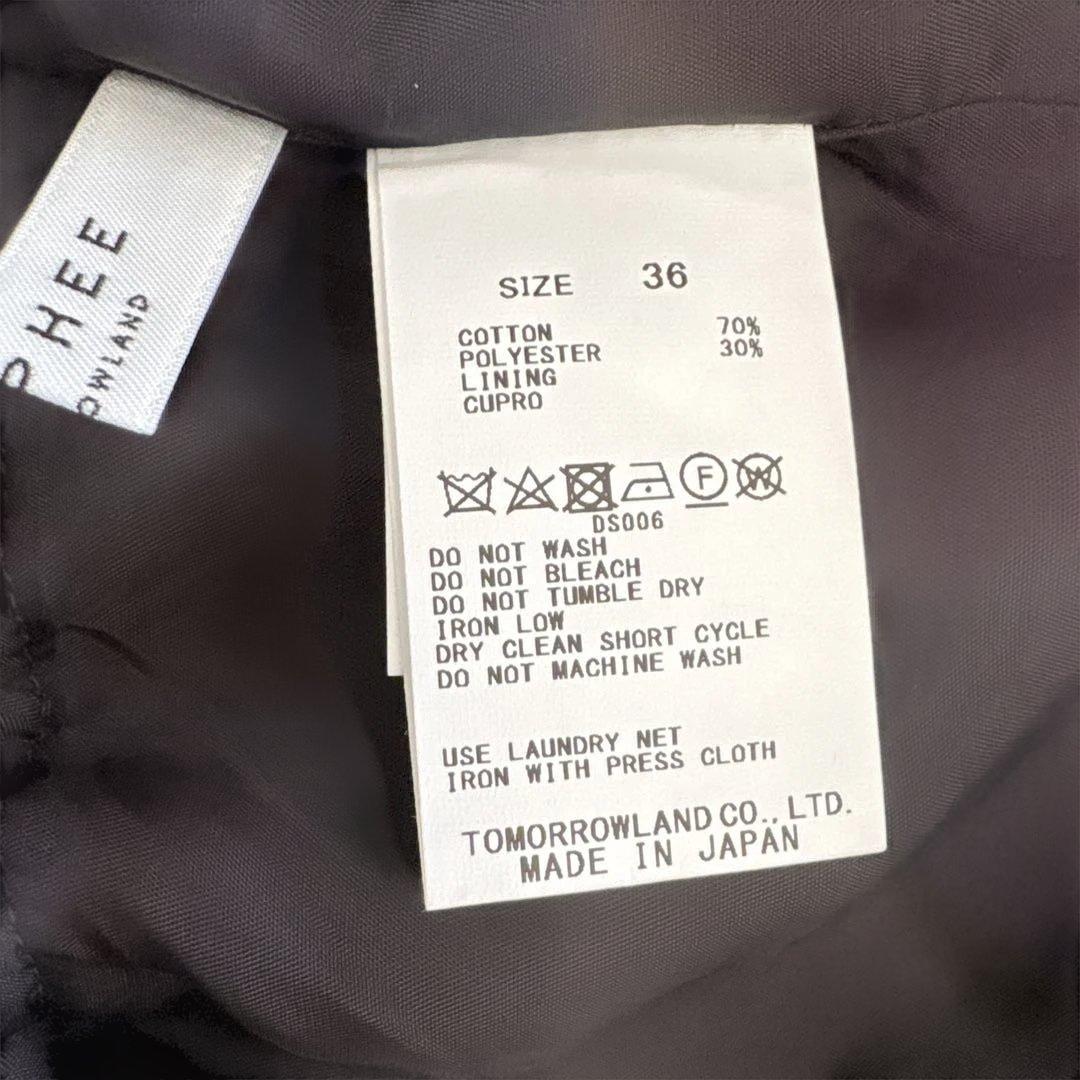 PHEE
OWLAND
SIZE 36
COTTON 70%
POLYESTER 30%
LINING
CUPRO
F W
DS006
DO NOT WASH
DO NOT BLEACH
DO NOT TUMBLE DRY
IRON LOW
DRY CLEAN SHORT CYCLE
DO NOT MACHINE WASH
USE LAUNDRY NET
IRON WITH PRESS CLOTH
TOMORROWLAND CO., LTD.
MADE IN JAPAN